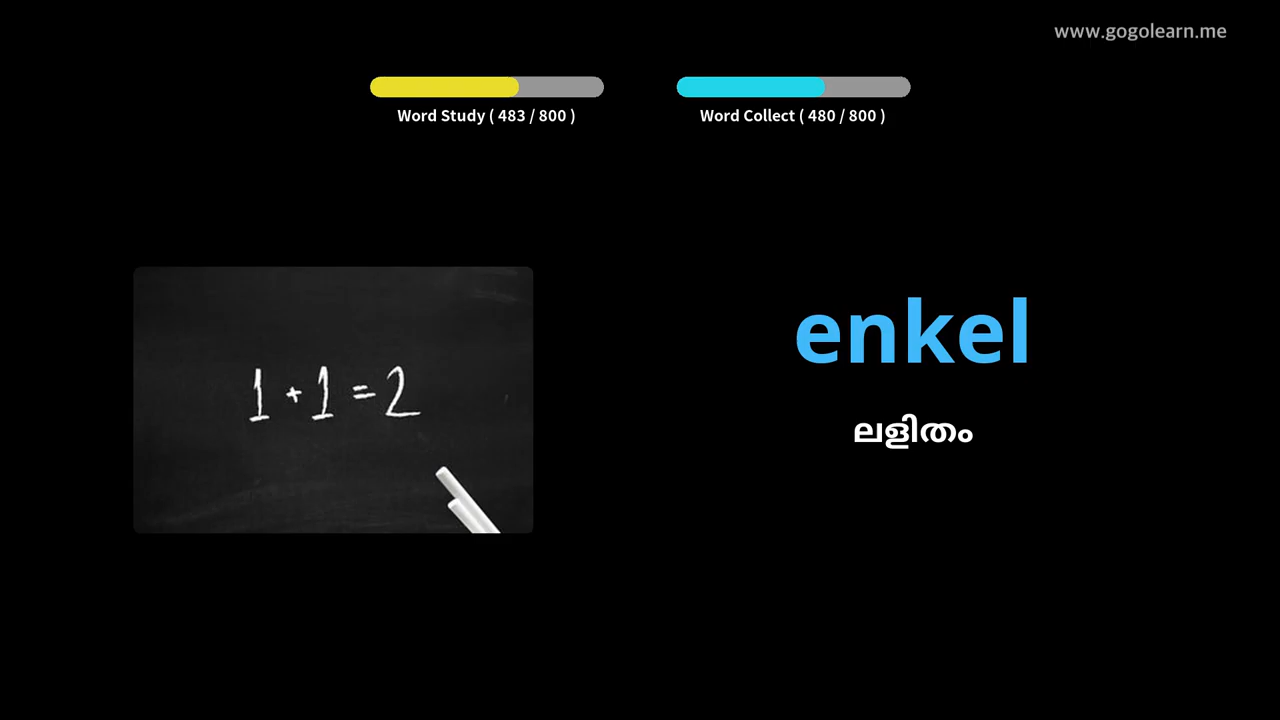 www.gogolearn.me
Word Study ( 483 / 800 )
Word Collect ( 480 / 800 )
1 + 1 = 2
enkel
ലളിതം